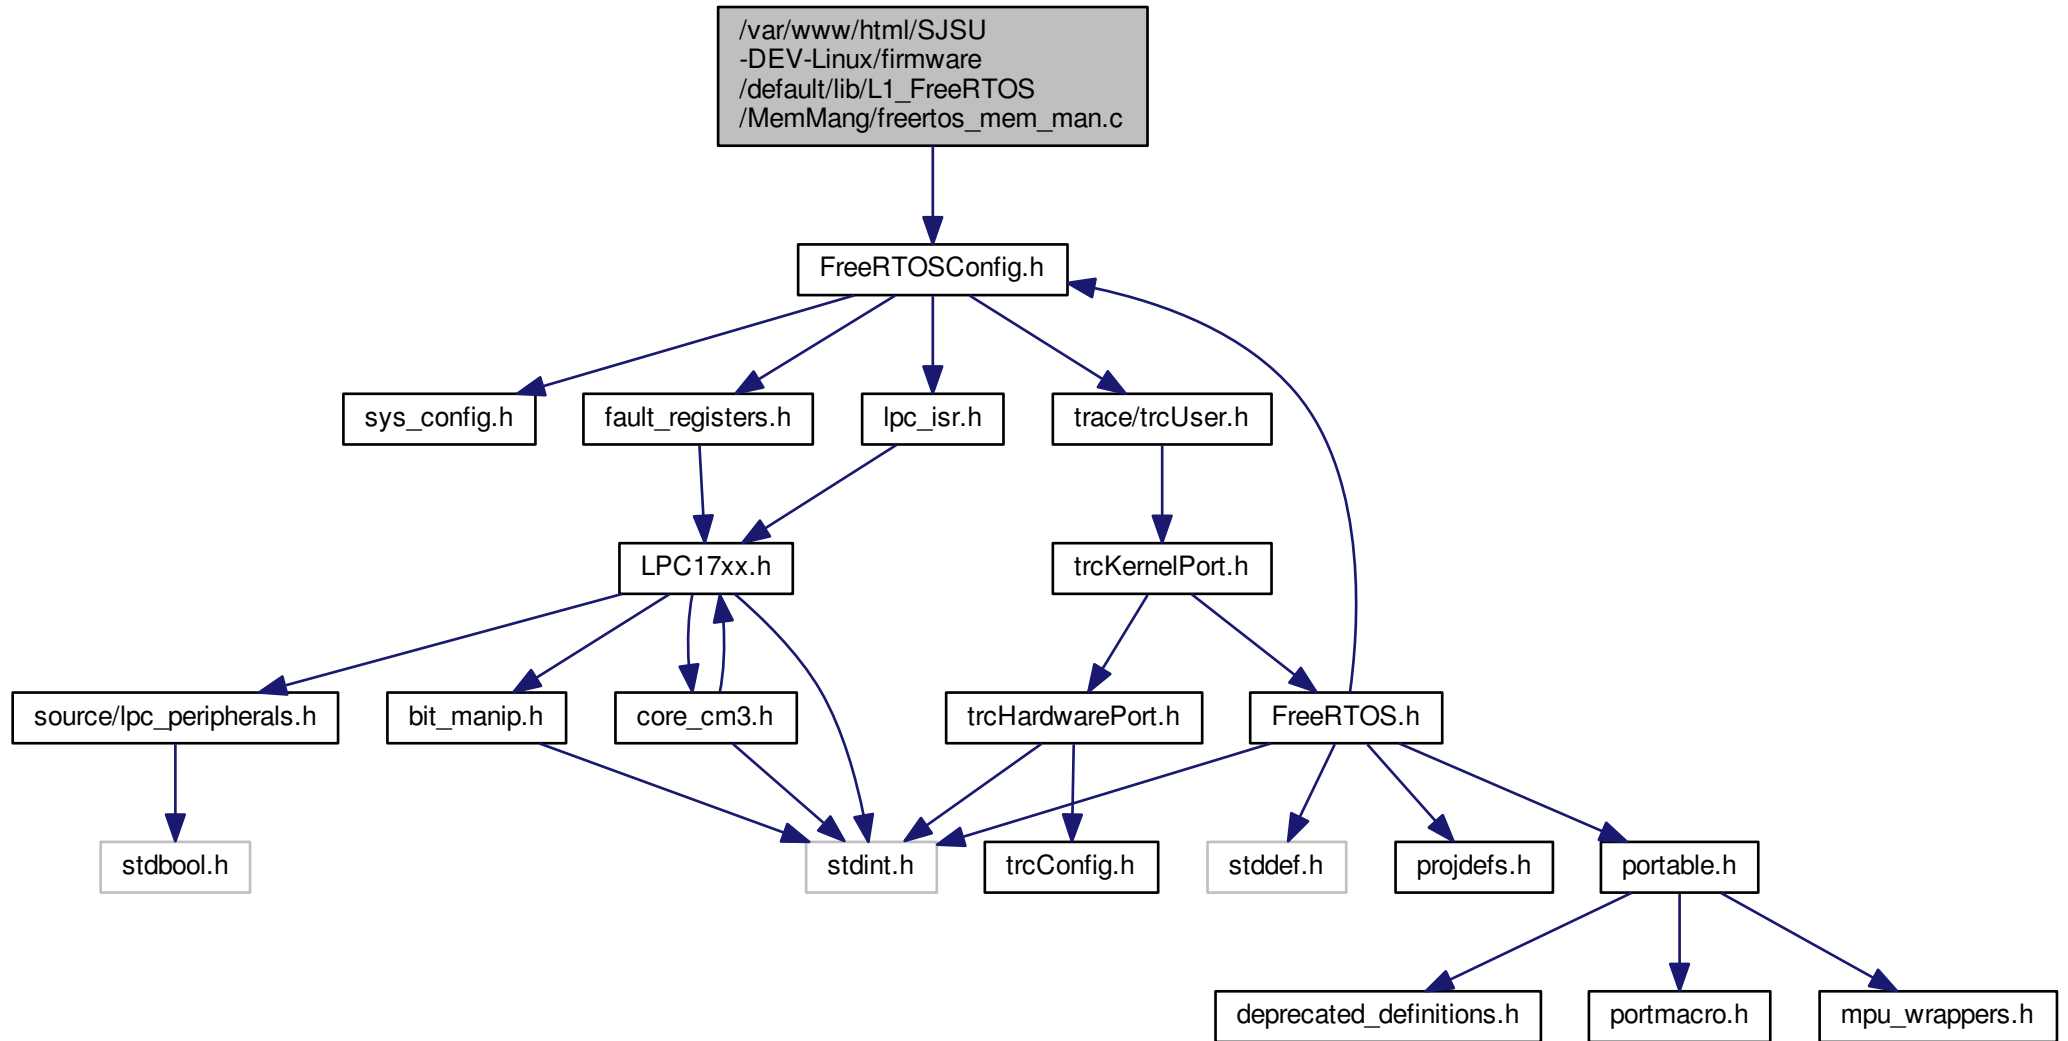 /var/www/html/SJSU
-DEV-Linux/firmware
/default/lib/L1_FreeRTOS
/MemMang/freertos_mem_man.c
FreeRTOSConfig.h
sys_config.h
fault_registers.h
lpc_isr.h
trace/trcUser.h
LPC17xx.h
trcKernelPort.h
source/lpc_peripherals.h
bit_manip.h
core_cm3.h
trcHardwarePort.h
FreeRTOS.h
stdbool.h
stdint.h
trcConfig.h
stddef.h
projdefs.h
portable.h
deprecated_definitions.h
portmacro.h
mpu_wrappers.h